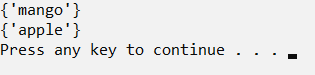 {'mango'}
{'apple'}
Press any key to continue . . .